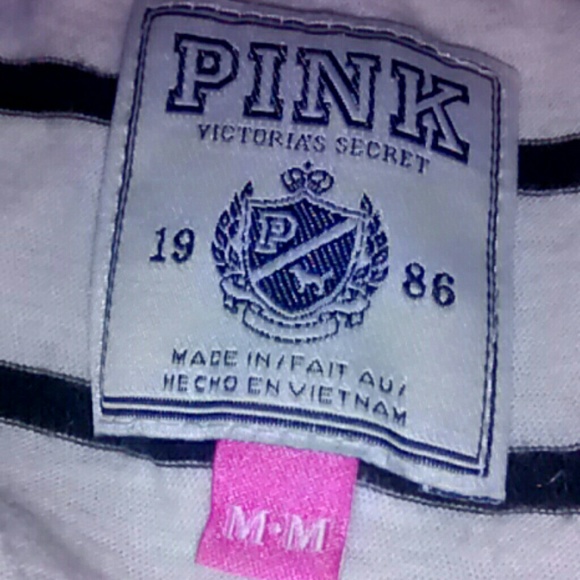 PINK
VICTORIA'S SECRET
P
19 86
MADE IN/FAIT AU/
HECHO EN VIETNAM
M·M